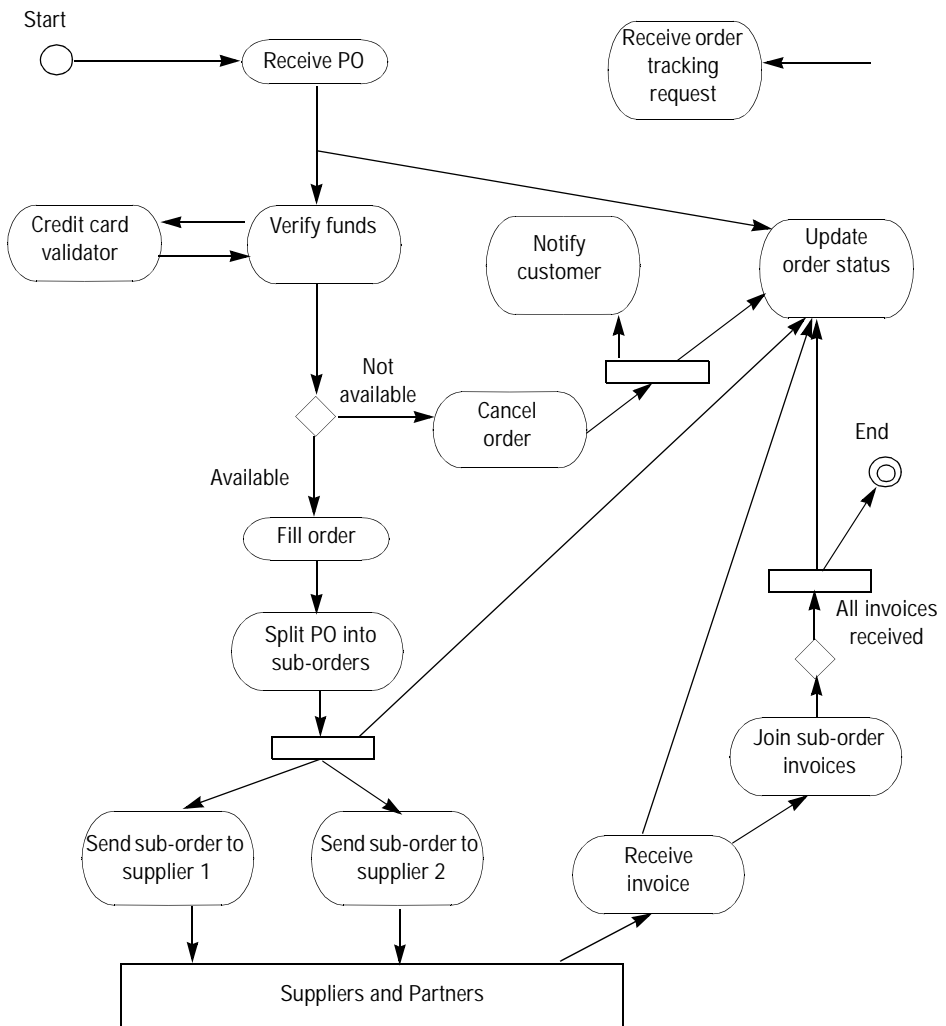 Start
Receive PO
Receive order
tracking
request
Credit card
validator
Verify funds
Notify
customer
Update
order status
Not
available
Cancel
order
End
Available
Fill order
All invoices
received
Split PO into
sub-orders
Join sub-order
invoices
Send sub-order to
supplier 1
Send sub-order to
supplier 2
Receive
invoice
Suppliers and Partners